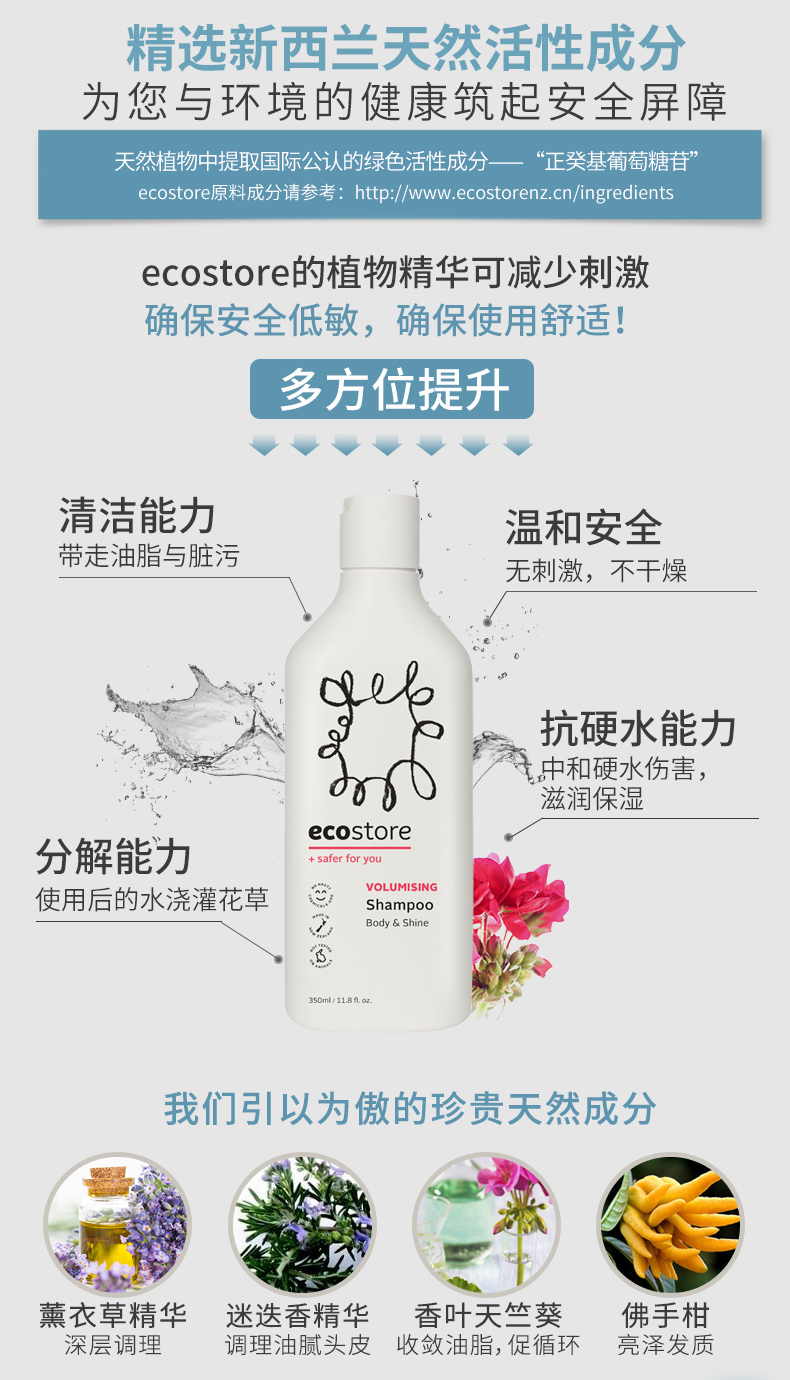 精选新西兰天然活性成分
为您与环境的健康筑起安全屏障
天然植物中提取国际公认的绿色活性成分——“正癸基葡萄糖苷”
ecostore原料成分请参考：http://www.ecostorenz.cn/ingredients
ecostore的植物精华可减少刺激
确保安全低敏，确保使用舒适！
多方位提升
清洁能力
带走油脂与脏污
温和安全
无刺激，不干燥
抗硬水能力
中和硬水伤害，
滋润保湿
分解能力
使用后的水浇灌花草
ecostore
+ safer for you
NO NASTY CHEMICALS
VOLUMISING
Shampoo
Body & Shine
MADE IN NEW ZEALAND
NOT TESTED ON ANIMALS
350ml / 11.8 fl. oz.
我们引以为傲的珍贵天然成分
薰衣草精华
深层调理
迷迭香精华
调理油腻头皮
香叶天竺葵
收敛油脂，促循环
佛手柑
亮泽发质